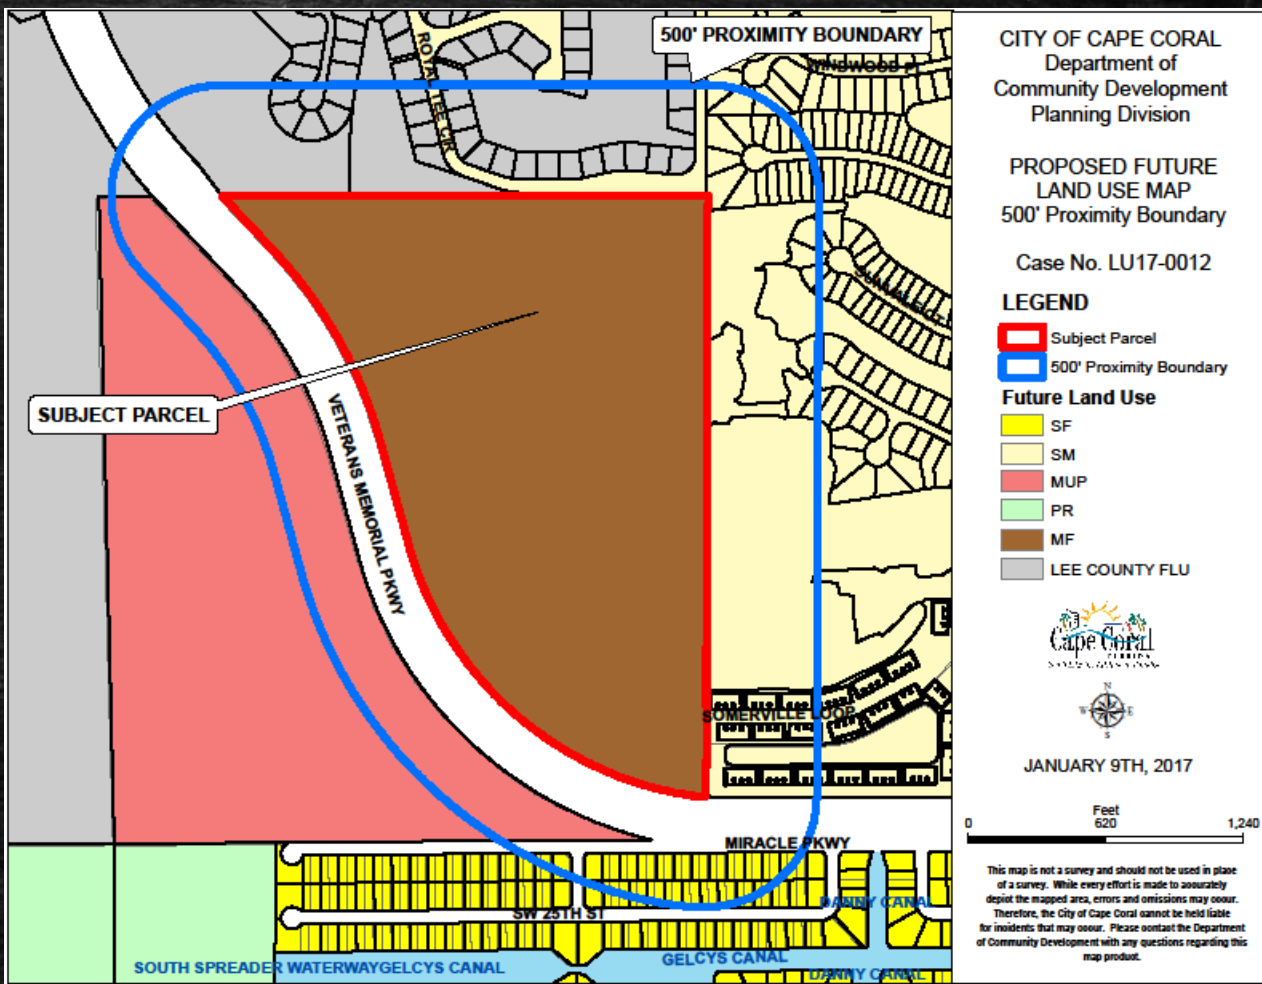 500' PROXIMITY BOUNDARY
WINDWOOD PL
ROYAL TEE CIR
SUBJECT PARCEL
VETERANS MEMORIAL PKWY
SOMERVILLE LOOP
MIRACLE PKWY
DANNY CANAL
SW 25TH ST
SOUTH SPREADER WATERWAY
GELCYS CANAL
GELCYS CANAL
DANNY CANAL
CITY OF CAPE CORAL
Department of
Community Development
Planning Division
PROPOSED FUTURE
LAND USE MAP
500' Proximity Boundary
Case No. LU17-0012
LEGEND
Subject Parcel
500' Proximity Boundary
Future Land Use
SF
SM
MUP
PR
MF
LEE COUNTY FLU
Cape Coral
N
W
E
S
JANUARY 9TH, 2017
Feet
0 620 1,240
This map is not a survey and should not be used in place
of a survey. While every effort is made to accurately
depict the mapped area, errors and omissions may occur.
Therefore, the City of Cape Coral cannot be held liable
for incidents that may occur. Please contact the Department
of Community Development with any questions regarding this
map product.